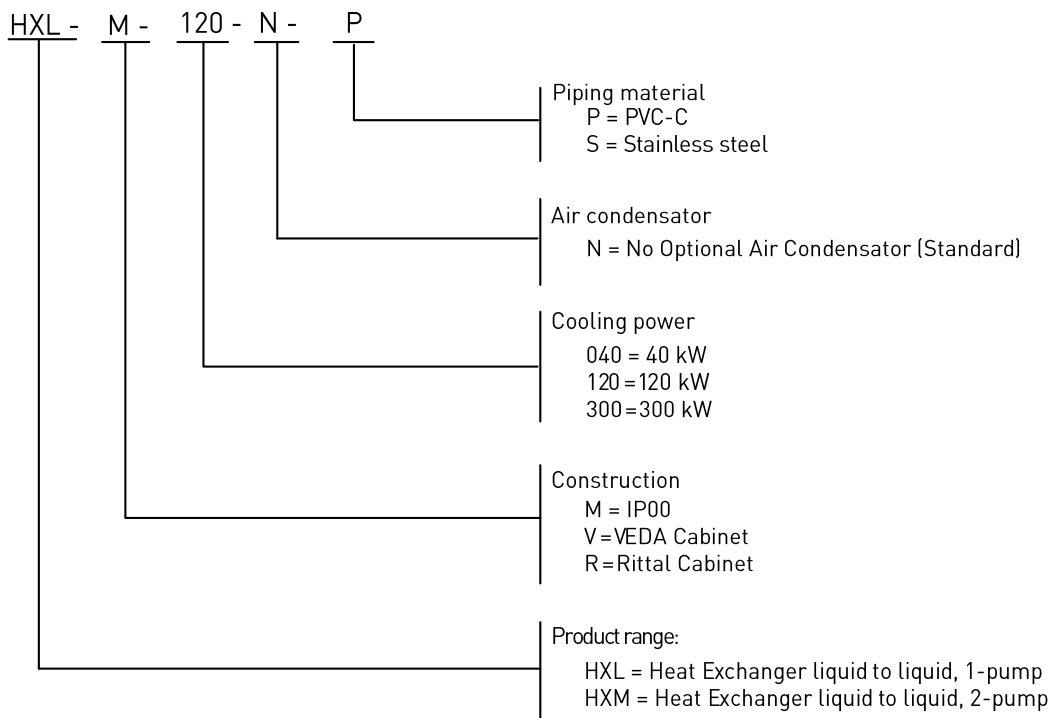 HXL - M - 120 - N - P
Piping material
P = PVC-C
S = Stainless steel
Air condensator
N = No Optional Air Condensator (Standard)
Cooling power
040 = 40 kW
120=120 kW
300=300 kW
Construction
M = IP00
V=VEDA Cabinet
R=Rittal Cabinet
Product range:
HXL = Heat Exchanger liquid to liquid, 1-pump
HXM = Heat Exchanger liquid to liquid, 2-pump